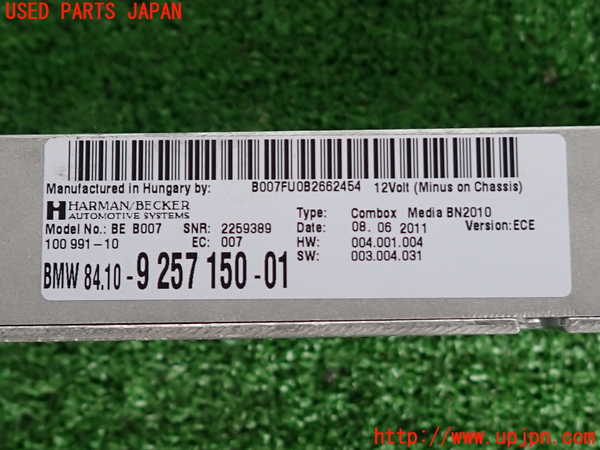 USED PARTS JAPAN
Manufactured in Hungary by: B007FU0B2662454 12Volt (Minus on Chassis)
HARMAN/BECKER
AUTOMOTIVE SYSTEMS
Type: Combox Media BN2010
Model No.: BE B007 SNR: 2259389 Date: 08. 06 2011 Version:ECE
100 991-10 EC: 007 HW: 004.001.004
SW: 003.004.031
BMW 84.10-9 257 150-01
http://www.upjpn.com/